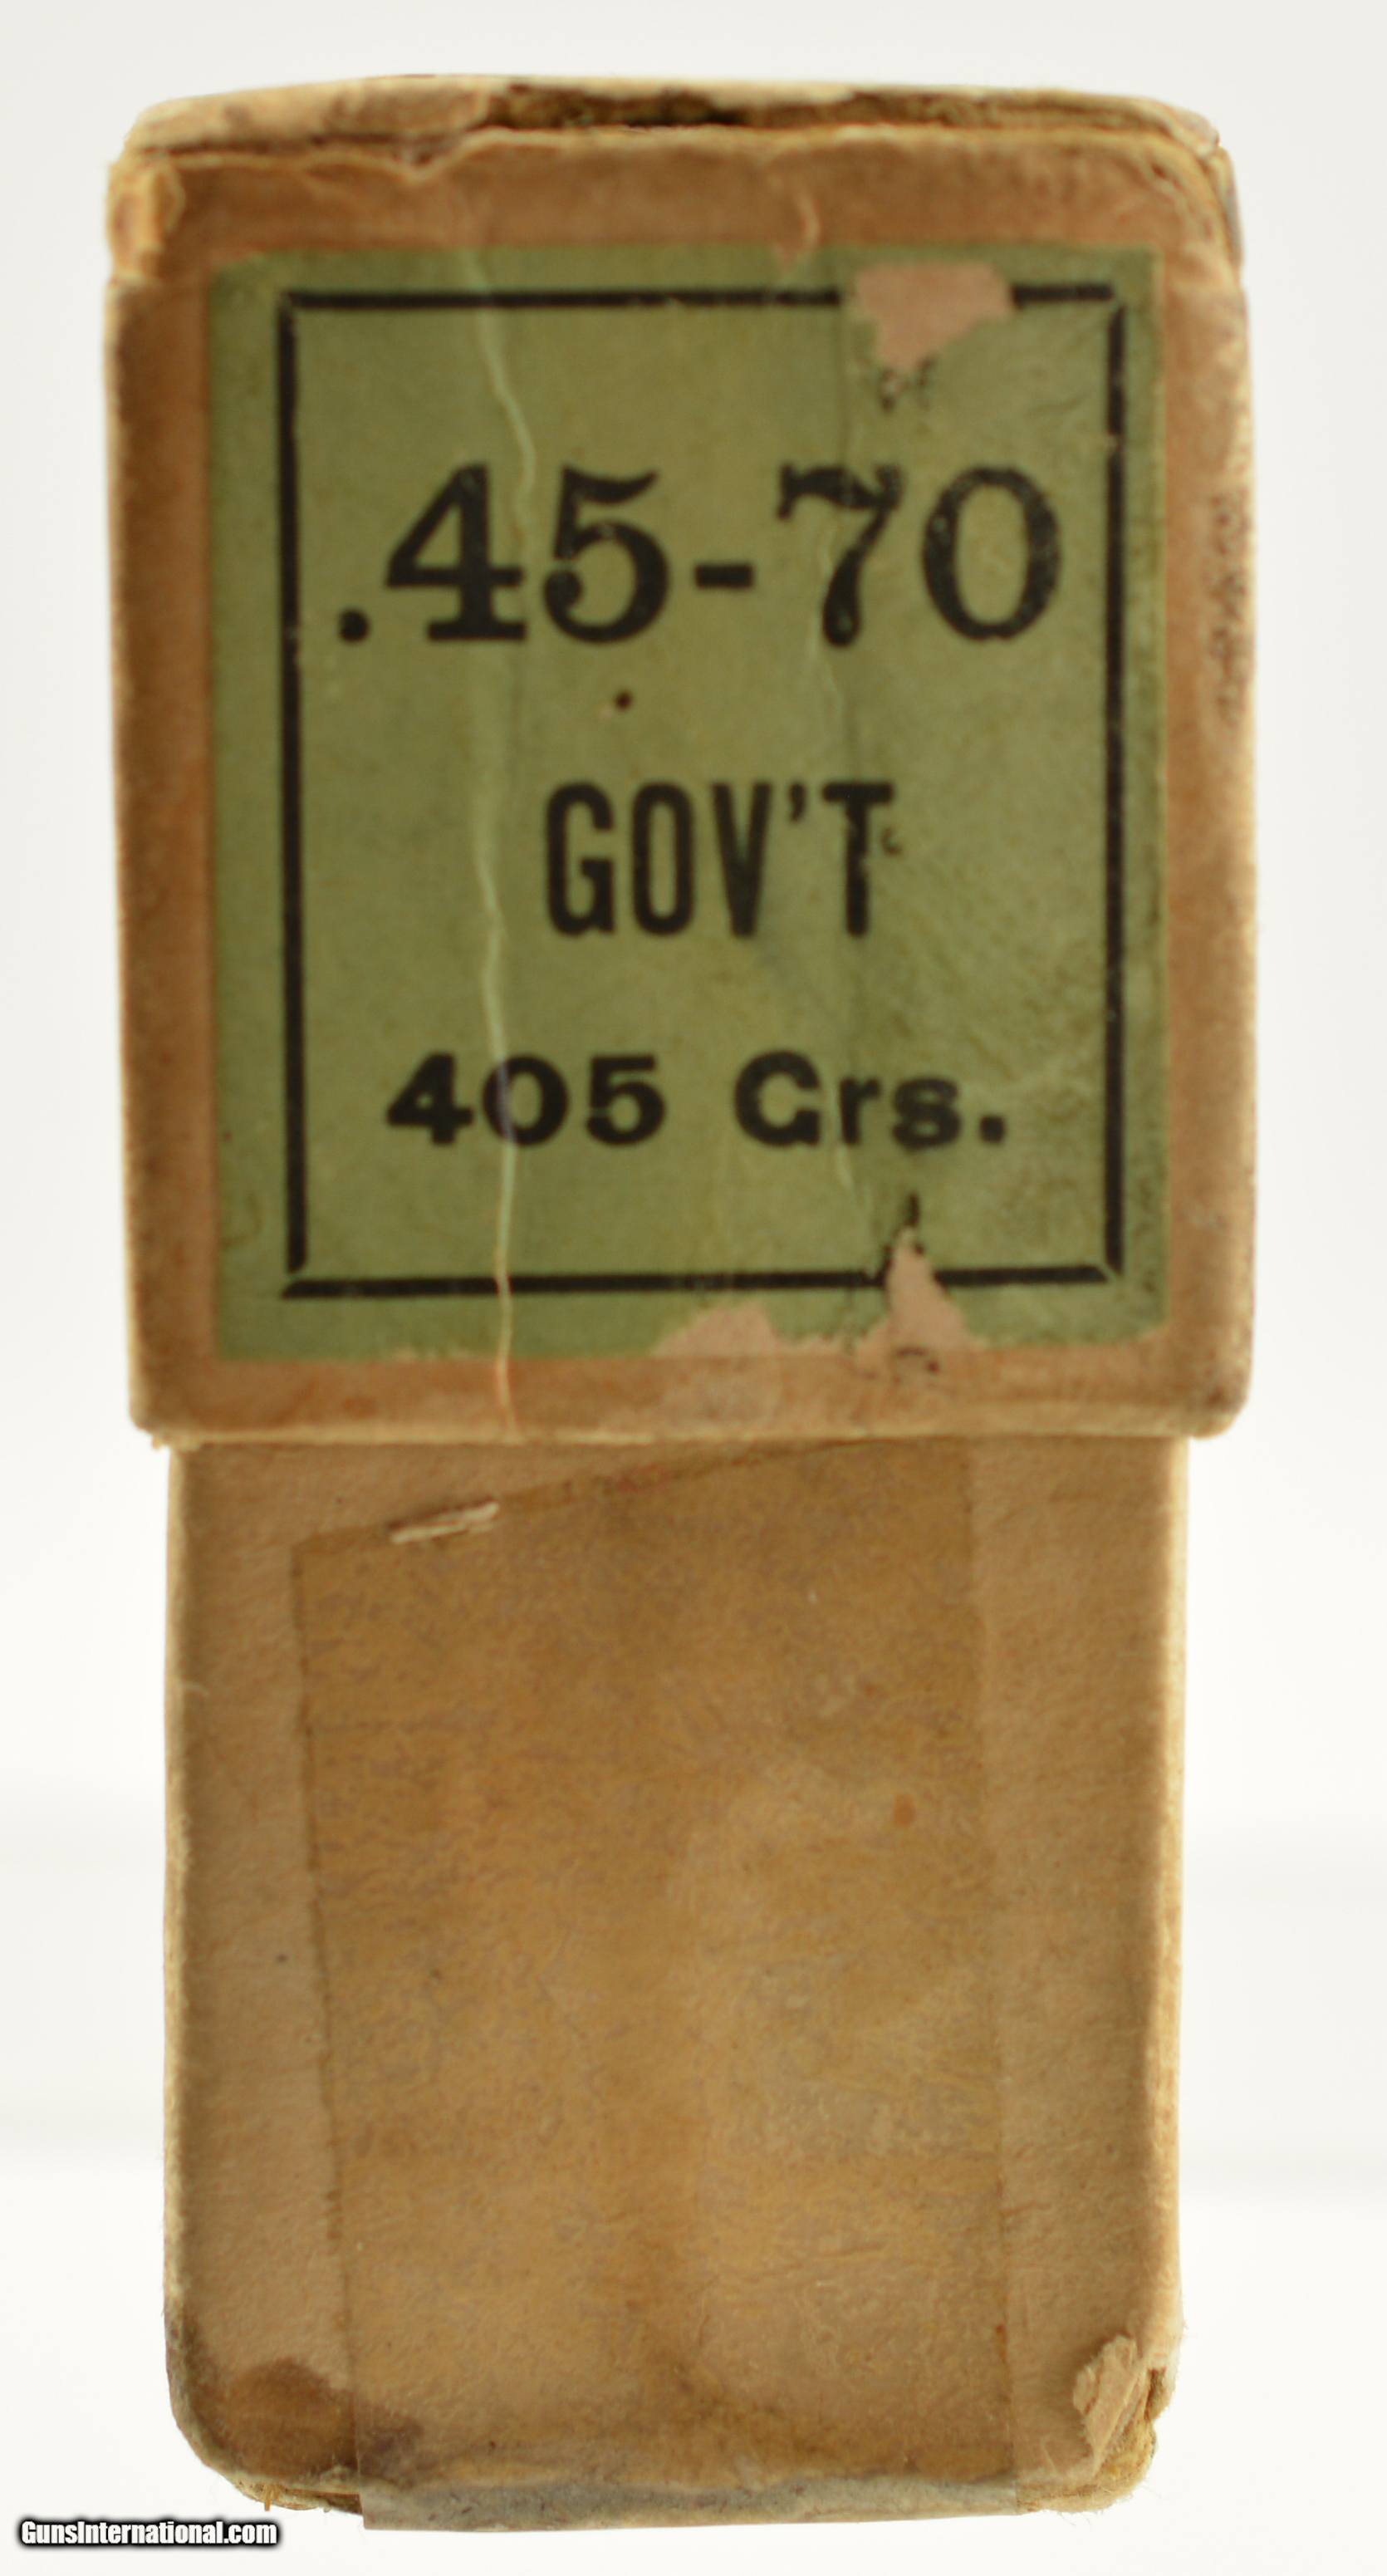 .45-70
GOV'T
405 Grs.
GunsInternational.com